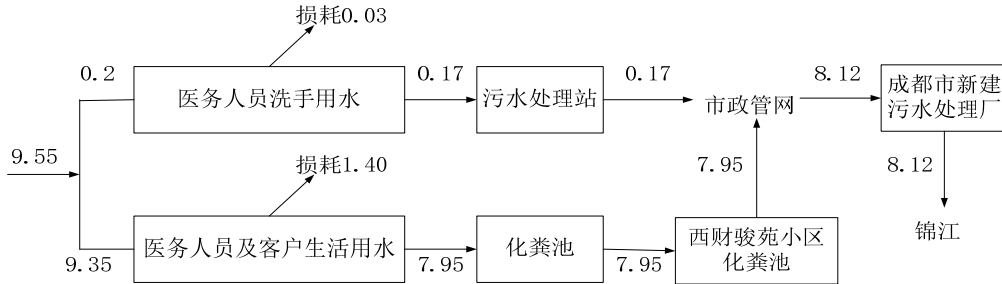 损耗0.03
0.2
医务人员洗手用水
0.17
污水处理站
0.17
市政管网
8.12
成都市新建
污水处理厂
9.55
损耗1.40
7.95
8.12
9.35
医务人员及客户生活用水
7.95
化粪池
7.95
西财骏苑小区
化粪池
锦江